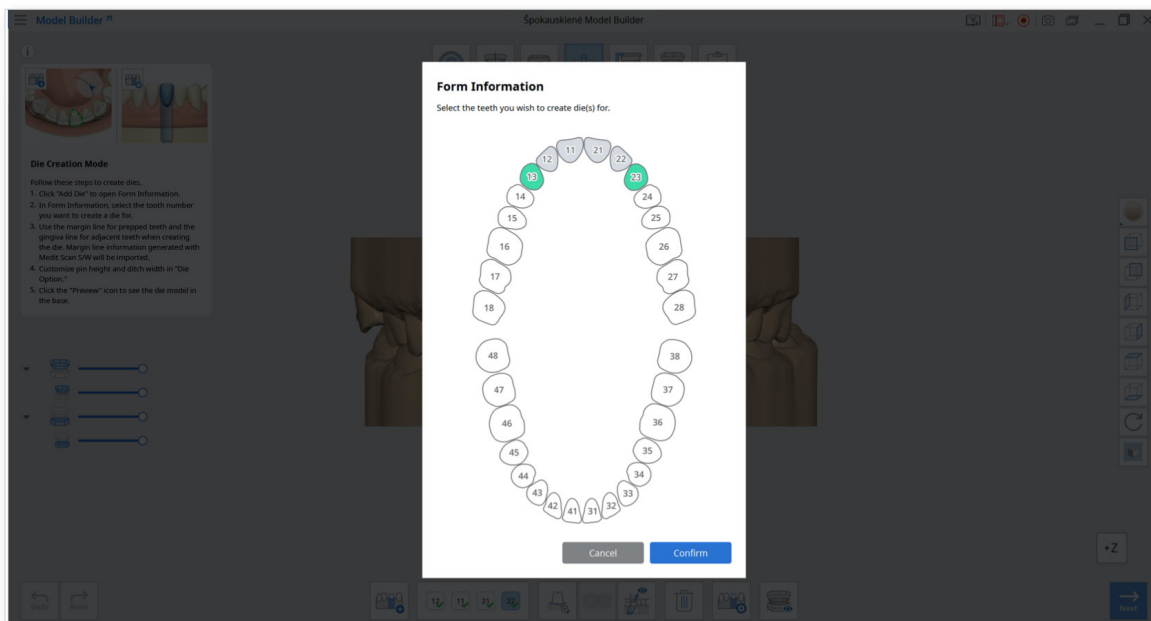 Model Builder
Špokauskienė Model Builder
Form Information
Select the teeth you wish to create die(s) for.
Die Creation Mode
Follow these steps to create dies.
1. Click "Add Die" to open Form Information.
2. In Form Information, select the tooth number
you want to create a die for.
3. Use the margin line for prepped teeth and the
gingiva line for adjacent teeth when creating
the die. Margin line information generated with
Medit Scan S/W will be imported.
4. Customize pin height and ditch width in "Die
Option."
5. Click the "Preview" icon to see the die model in
the base.
11 21
12 22
13 23
14 24
15 25
16 26
17 27
18 28
48 38
47 37
46 36
45 35
44 34
43 33
42 41 31 32
Cancel Confirm
Z
Undo Redo
12 11 21 22
Next